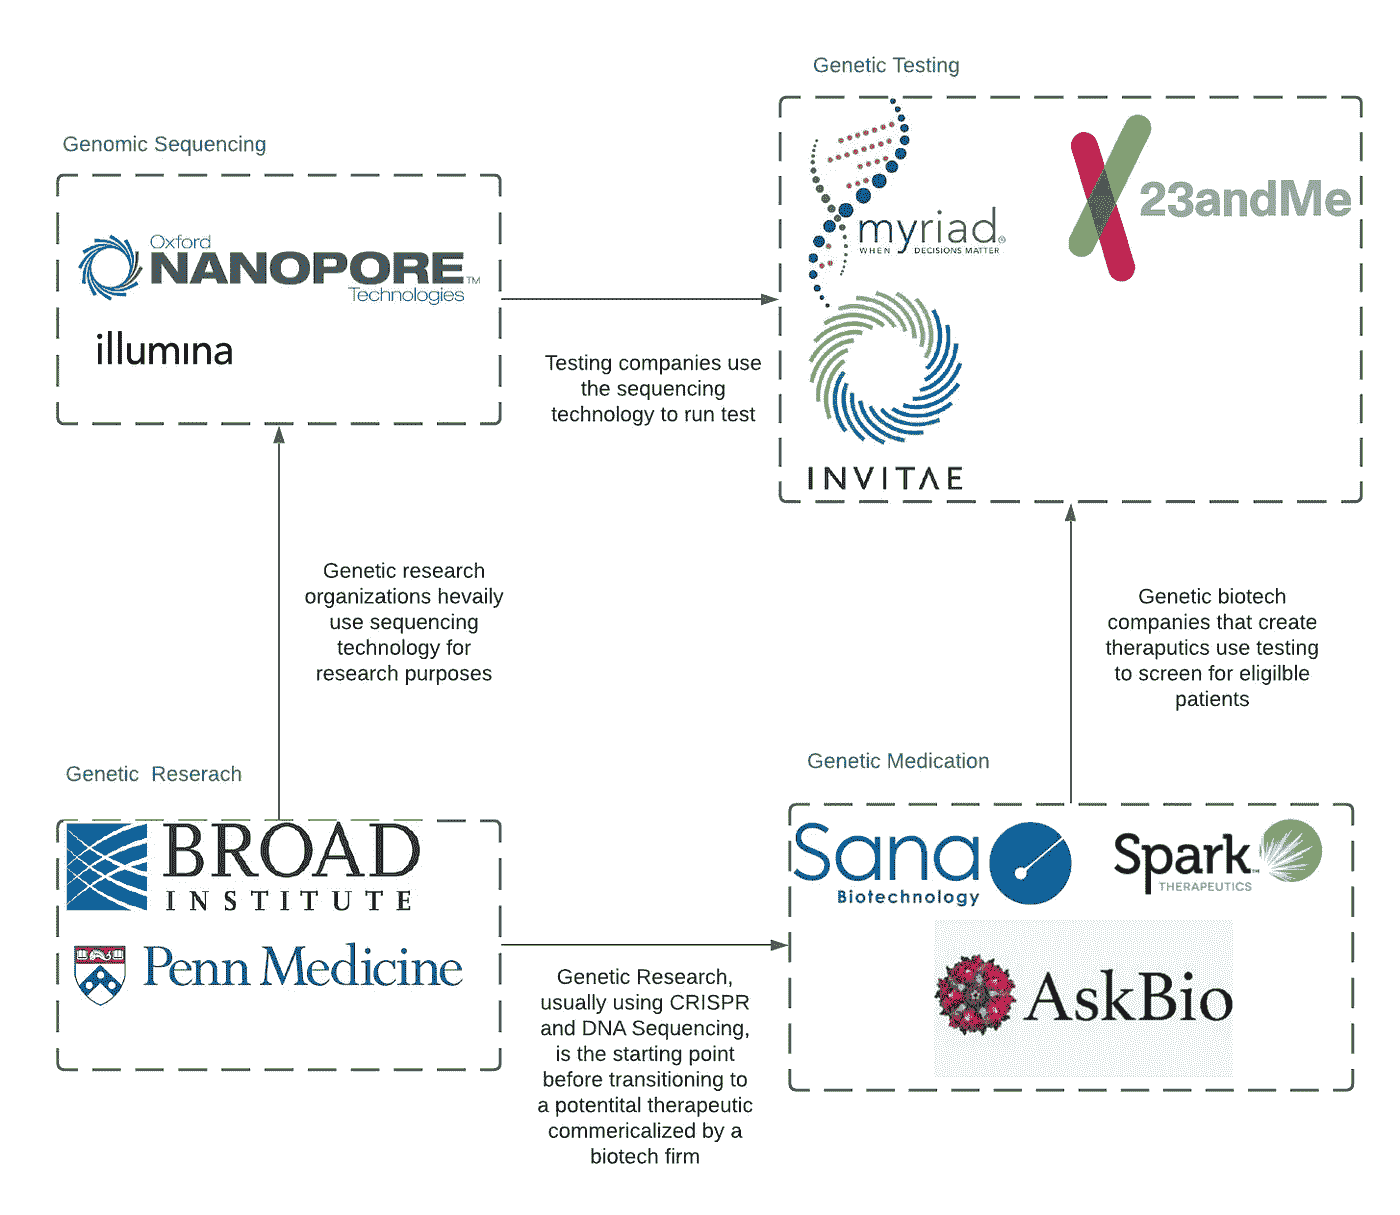 Genetic Testing
Genomic Sequencing
myriad®
WHEN DECISIONS MATTER
23andMe
Oxford
NANOPORE™
Technologies
illumina
INVITAE
Testing companies use
the sequencing
technology to run test
Genetic research
organizations hevaily
use sequencing
technology for
research purposes
Genetic biotech
companies that create
theraputics use testing
to screen for eligilble
patients
Genetic Reserach
BROAD
INSTITUTE
Penn Medicine
Genetic Medication
Sana
Biotechnology
Spark™
THERAPEUTICS
AskBio
Genetic Research,
usually using CRISPR
and DNA Sequencing,
is the starting point
before transitioning to
a potentital therapeutic
commericalized by a
biotech firm